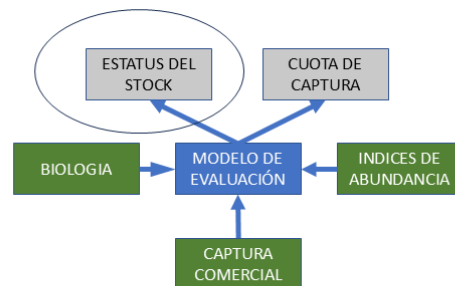 ESTATUS DEL
STOCK
CUOTA DE
CAPTURA
BIOLOGIA
MODELO DE
EVALUACIÓN
INDICES DE
ABUNDANCIA
CAPTURA
COMERCIAL